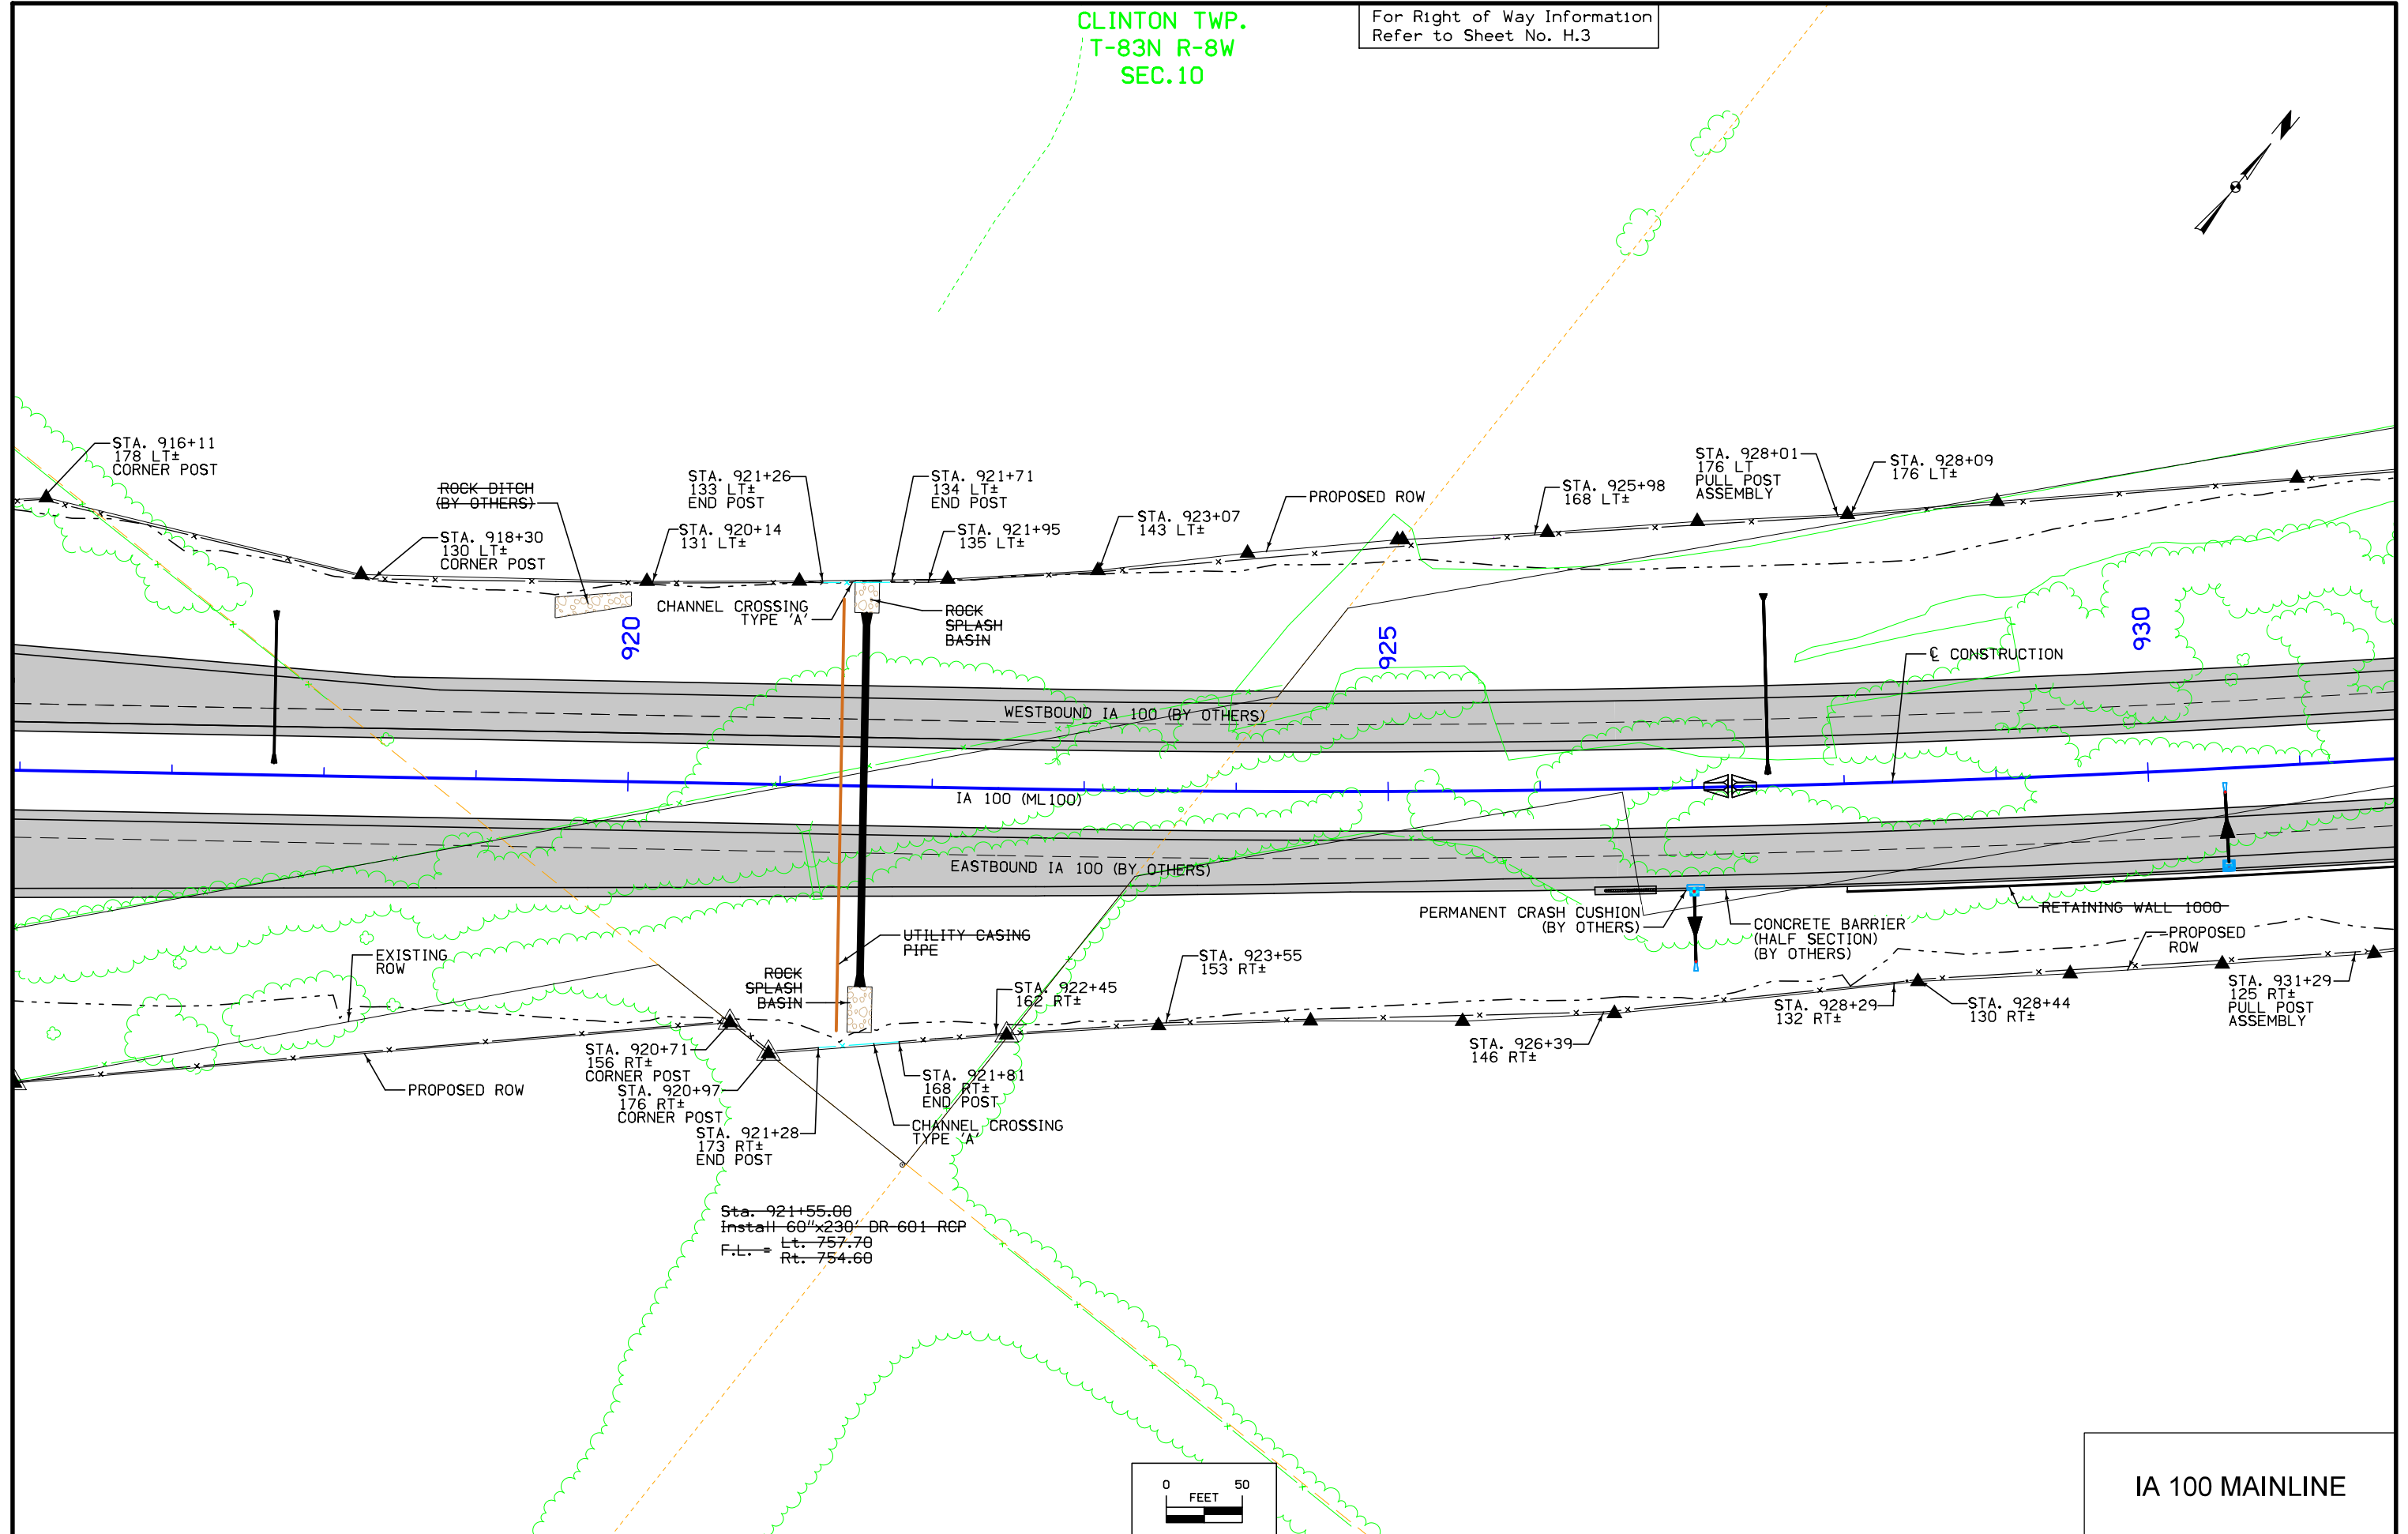 CLINTON TWP.
T-83N R-8W
SEC.10
For Right of Way Information
Refer to Sheet No. H.3
STA. 916+11
178 LT±
CORNER POST
ROCK DITCH
(BY OTHERS)
STA. 918+30
130 LT±
CORNER POST
STA. 921+26
133 LT±
END POST
STA. 920+14
131 LT±
STA. 921+71
134 LT±
END POST
STA. 921+95
135 LT±
STA. 923+07
143 LT±
PROPOSED ROW
STA. 925+98
168 LT±
STA. 928+01
176 LT
PULL POST
ASSEMBLY
STA. 928+09
176 LT±
CHANNEL CROSSING
TYPE 'A'
ROCK
SPLASH
BASIN
920
925
930
℄ CONSTRUCTION
WESTBOUND IA 100 (BY OTHERS)
IA 100 (ML100)
EASTBOUND IA 100 (BY OTHERS)
PERMANENT CRASH CUSHION
(BY OTHERS)
CONCRETE BARRIER
(HALF SECTION)
(BY OTHERS)
RETAINING WALL 1000
PROPOSED
ROW
EXISTING
ROW
UTILITY CASING
PIPE
ROCK
SPLASH
BASIN
STA. 923+55
153 RT±
STA. 922+45
162 RT±
STA. 928+29
132 RT±
STA. 928+44
130 RT±
STA. 931+29
125 RT±
PULL POST
ASSEMBLY
STA. 926+39
146 RT±
STA. 920+71
156 RT±
CORNER POST
PROPOSED ROW
STA. 920+97
176 RT±
CORNER POST
STA. 921+81
168 RT±
END POST
CHANNEL CROSSING
TYPE 'A'
STA. 921+28
173 RT±
END POST
Sta. 921+55.00
Install 60"x230' DR-601 RCP
F.L. = Lt. 757.70
Rt. 754.60
0 50
FEET
IA 100 MAINLINE